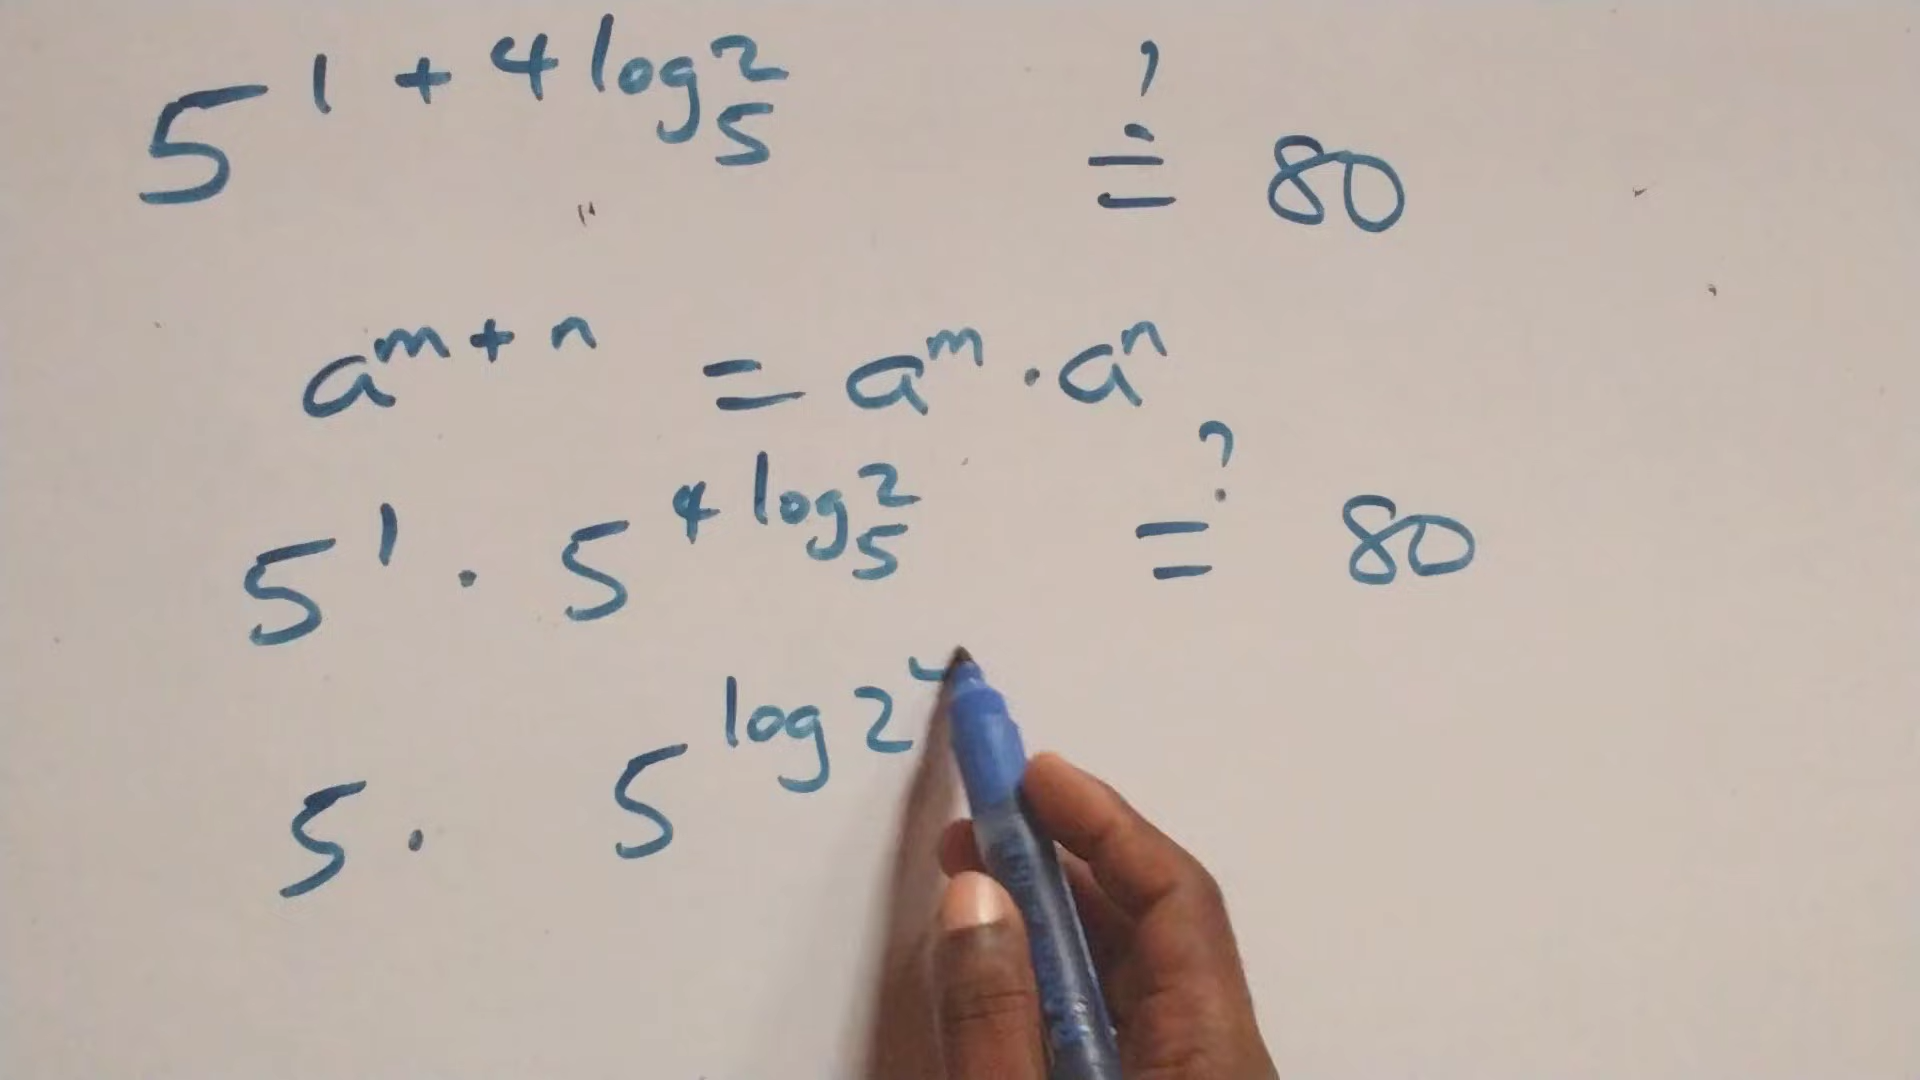 5^{1 + 4 log_5 2} ?= 80
a^{m + n} = a^m · a^n
5^1 · 5^{4 log_5 2} ?= 80
5 · 5^{log 2}